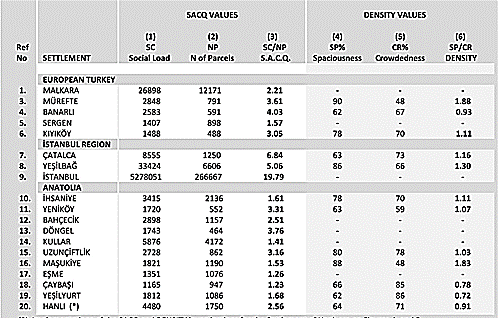 SACQ VALUES DENSITY VALUES
(1) (2) (3) (4) (5) (6)
Ref SC NP SC/NP SP% CR% SP/CR
No SETTLEMENT Social Load N of Parcels S.A.C.Q. Spaciousness Crowdedness DENSITY
EUROPEAN TURKEY
1. MALKARA 26898 12171 2.21 - - -
2. MÜREFTE 2848 791 3.61 90 48 1.88
4. BANARLI 2583 591 4.03 62 67 0.93
5. SERGEN 1407 898 1.57 - - -
6. KIYIKÖY 1488 488 3.05 78 70 1.11
İSTANBUL REGION
7. ÇATALCA 8555 1250 6.84 63 73 1.16
8. YEŞİLBAĞ 33424 6606 5.06 86 66 1.30
9. İSTANBUL 5278051 266667 19.79 - - -
ANATOLIA
10. İHSANİYE 3415 2136 1.61 78 70 1.11
11. YENİKÖY 1720 552 3.31 63 59 1.07
12. BAHÇECİK 2898 1157 2.51 - - -
13. DÖNGEL 1743 464 3.76 - - -
14. KULLAR 5876 4172 1.41 - - -
15. UZUNÇİFTLİK 2728 862 3.16 80 78 1.03
16. MAŞUKİYE 1821 1190 1.53 88 48 1.83
17. EŞME 1351 1076 1.26 - - -
18. ÇAYBAŞI 1165 947 1.23 66 85 0.78
19. YEŞİLYURT 1812 1086 1.68 62 86 0.72
20. HANLI (*) 4480 1750 2.56 64 71 0.91